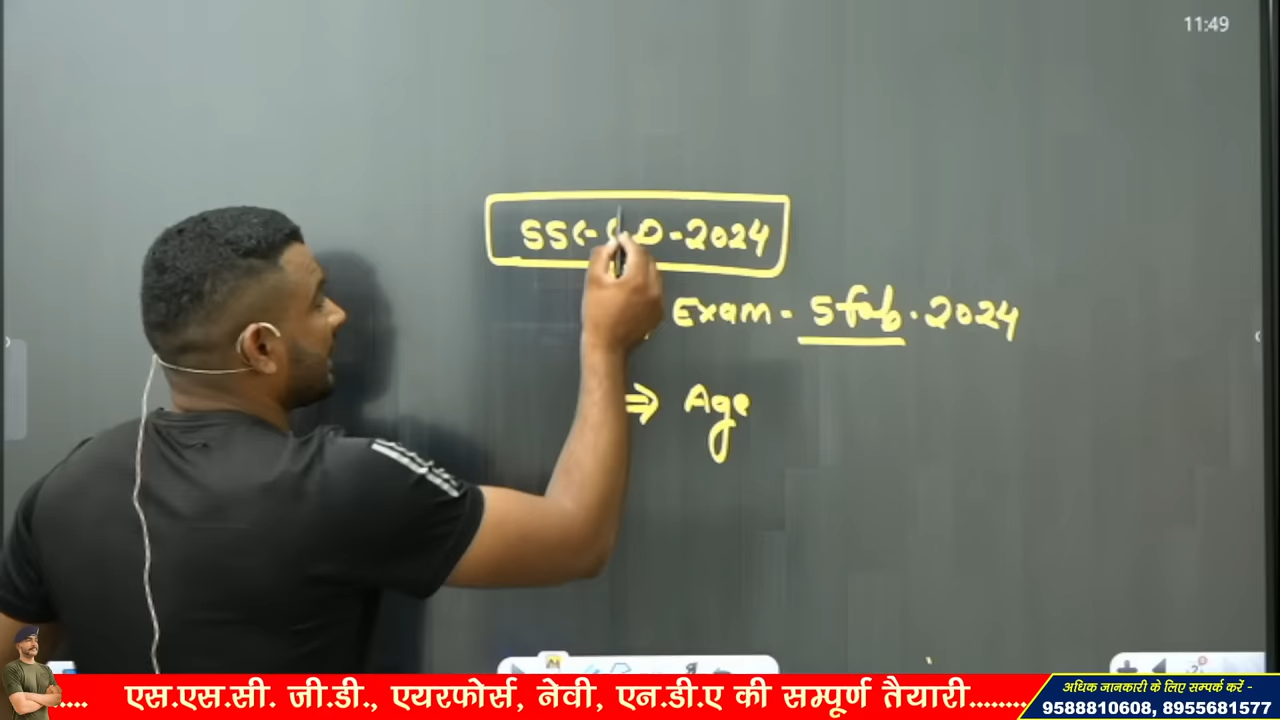 11:49
SSC-GD-2024
Exam - 5 feb. 2024
⇒ Age
एस.एस.सी. जी.डी., एयरफोर्स, नेवी, एन.डी.ए की सम्पूर्ण तैयारी........
अधिक जानकारी के लिए सम्पर्क करें -
9588810608, 8955681577